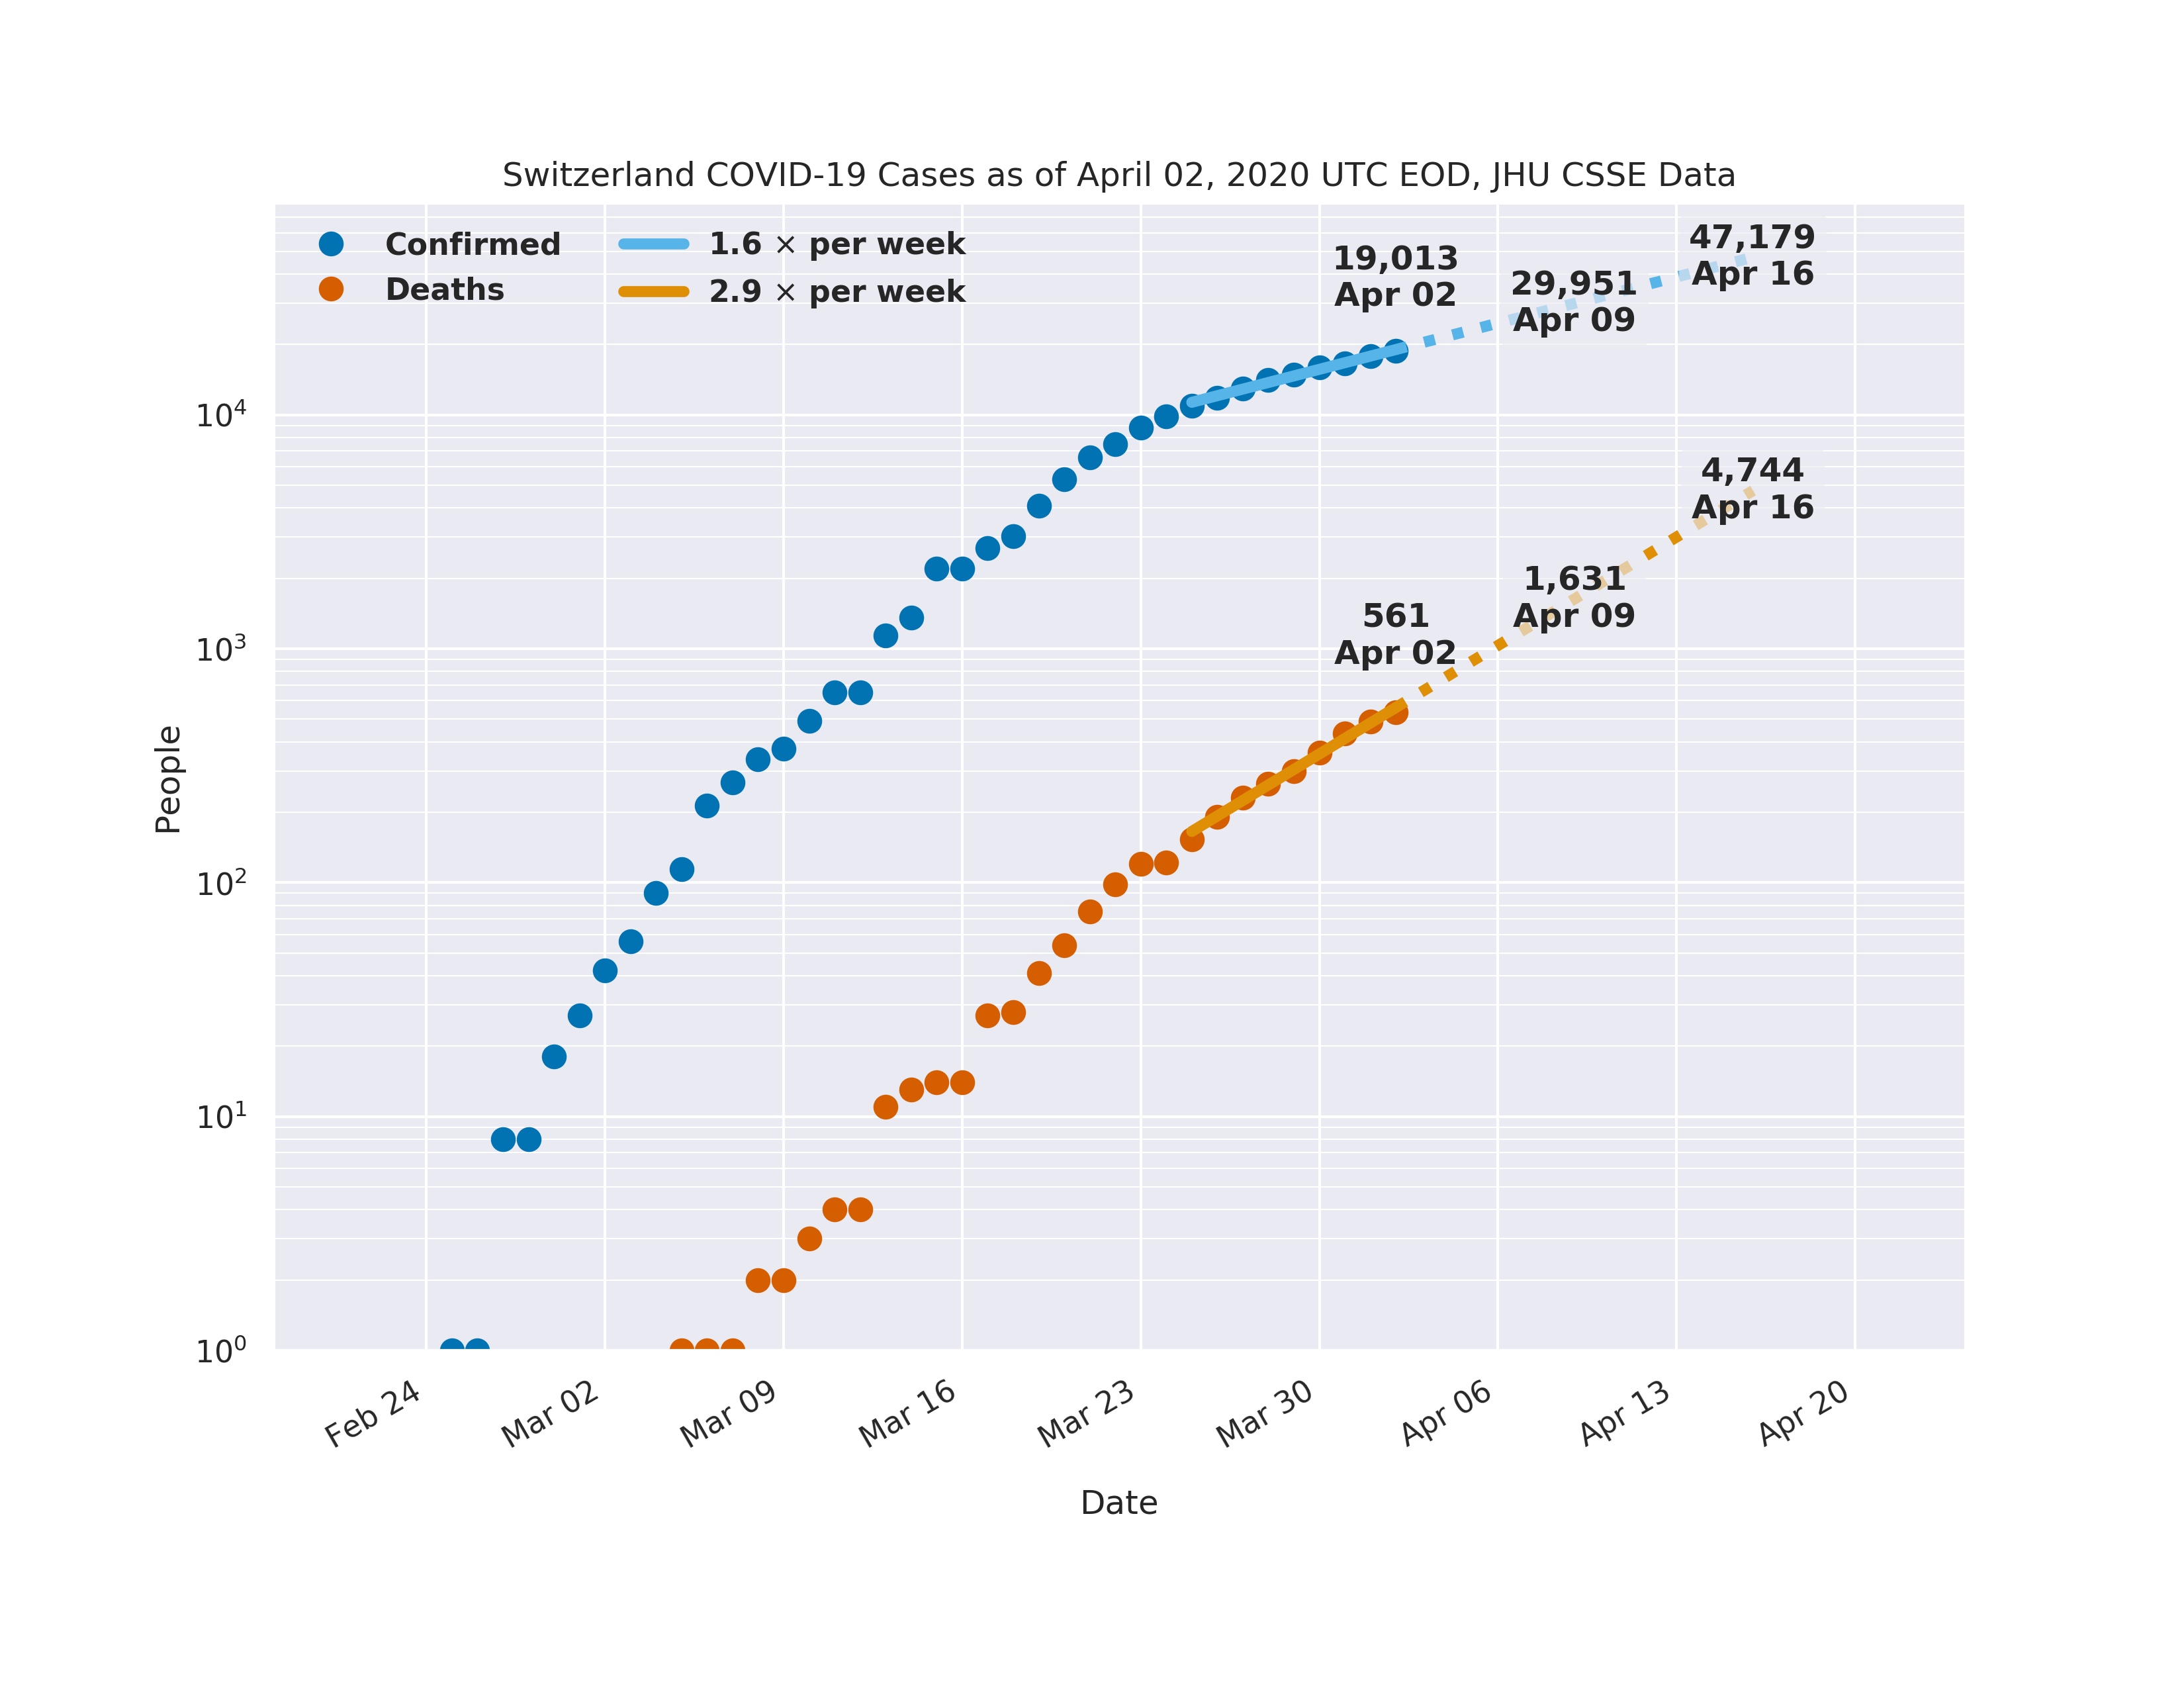 Switzerland COVID-19 Cases as of April 02, 2020 UTC EOD, JHU CSSE Data
Confirmed
Deaths
1.6 × per week
2.9 × per week
19,013
Apr 02
29,951
Apr 09
47,179
Apr 16
561
Apr 02
1,631
Apr 09
4,744
Apr 16
People
10⁴
10³
10²
10¹
10⁰
Feb 24
Mar 02
Mar 09
Mar 16
Mar 23
Mar 30
Apr 06
Apr 13
Apr 20
Date